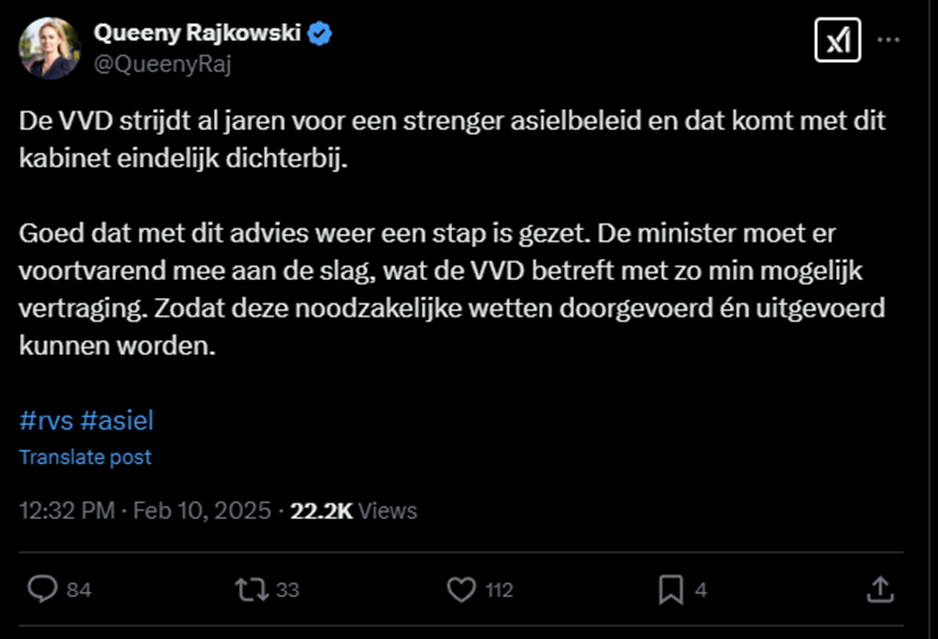 Queeny Rajkowski
@QueenyRaj
De VVD strijdt al jaren voor een strenger asielbeleid en dat komt met dit
kabinet eindelijk dichterbij.
Goed dat met dit advies weer een stap is gezet. De minister moet er
voortvarend mee aan de slag, wat de VVD betreft met zo min mogelijk
vertraging. Zodat deze noodzakelijke wetten doorgevoerd én uitgevoerd
kunnen worden.
#rvs #asiel
Translate post
12:32 PM · Feb 10, 2025 · 22.2K Views
84 33 112 4